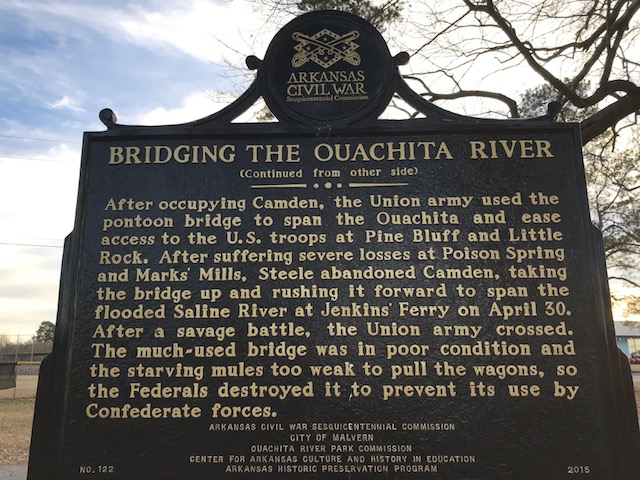 ARKANSAS
CIVIL WAR
Sesquicentennial Commission
BRIDGING THE OUACHITA RIVER
(Continued from other side)
After occupying Camden, the Union army used the
pontoon bridge to span the Ouachita and ease
access to the U.S. troops at Pine Bluff and Little
Rock. After suffering severe losses at Poison Spring
and Marks' Mills, Steele abandoned Camden, taking
the bridge up and rushing it forward to span the
flooded Saline River at Jenkins' Ferry on April 30.
After a savage battle, the Union army crossed.
The much-used bridge was in poor condition and
the starving mules too weak to pull the wagons, so
the Federals destroyed it to prevent its use by
Confederate forces.
ARKANSAS CIVIL WAR SESQUICENTENNIAL COMMISSION
CITY OF MALVERN
OUACHITA RIVER PARK COMMISSION
CENTER FOR ARKANSAS CULTURE AND HISTORY IN EDUCATION
NO. 122 ARKANSAS HISTORIC PRESERVATION PROGRAM 2015